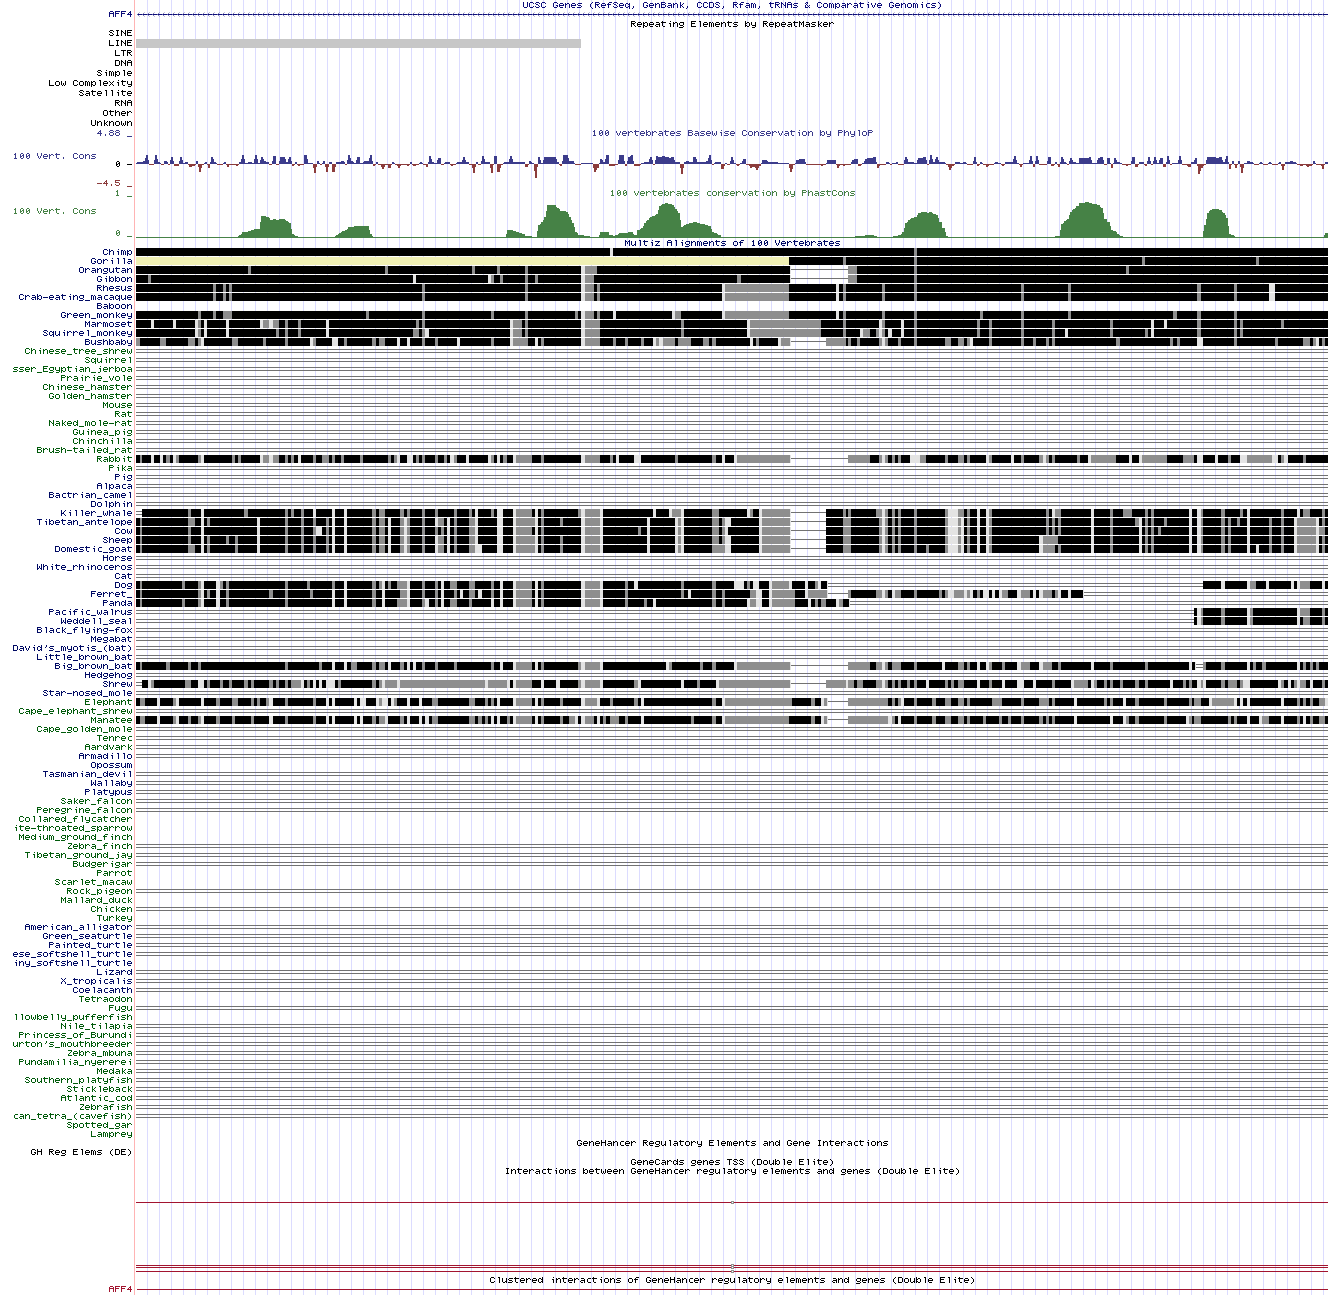 UCSC Genes (RefSeq, GenBank, CCDS, Rfam, tRNAs & Comparative Genomics)
AFF4
Repeating Elements by RepeatMasker
SINE
LINE
LTR
DNA
Simple
Low Complexity
Satellite
RNA
Other
Unknown
4.88 _
100 vertebrates Basewise Conservation by PhyloP
100 Vert. Cons
0 _
-4.5 _
1 _
100 vertebrates conservation by PhastCons
100 Vert. Cons
0 _
Multiz Alignments of 100 Vertebrates
Chimp
Gorilla
Orangutan
Gibbon
Rhesus
Crab-eating_macaque
Baboon
Green_monkey
Marmoset
Squirrel_monkey
Bushbaby
Chinese_tree_shrew
Squirrel
sser_Egyptian_jerboa
Prairie_vole
Chinese_hamster
Golden_hamster
Mouse
Rat
Naked_mole-rat
Guinea_pig
Chinchilla
Brush-tailed_rat
Rabbit
Pika
Pig
Alpaca
Bactrian_camel
Dolphin
Killer_whale
Tibetan_antelope
Cow
Sheep
Domestic_goat
Horse
White_rhinoceros
Cat
Dog
Ferret_
Panda
Pacific_walrus
Weddell_seal
Black_flying-fox
Megabat
David's_myotis_(bat)
Little_brown_bat
Big_brown_bat
Hedgehog
Shrew
Star-nosed_mole
Elephant
Cape_elephant_shrew
Manatee
Cape_golden_mole
Tenrec
Aardvark
Armadillo
Opossum
Tasmanian_devil
Wallaby
Platypus
Saker_falcon
Peregrine_falcon
Collared_flycatcher
ite-throated_sparrow
Medium_ground_finch
Zebra_finch
Tibetan_ground_jay
Budgerigar
Parrot
Scarlet_macaw
Rock_pigeon
Mallard_duck
Chicken
Turkey
American_alligator
Green_seaturtle
Painted_turtle
ese_softshell_turtle
iny_softshell_turtle
Lizard
X_tropicalis
Coelacanth
Tetraodon
Fugu
llowbelly_pufferfish
Nile_tilapia
Princess_of_Burundi
urton's_mouthbreeder
Zebra_mbuna
Pundamilia_nyererei
Medaka
Southern_platyfish
Stickleback
Atlantic_cod
Zebrafish
can_tetra_(cavefish)
Spotted_gar
Lamprey
GeneHancer Regulatory Elements and Gene Interactions
GH Reg Elems (DE)
GeneCards genes TSS (Double Elite)
Interactions between GeneHancer regulatory elements and genes (Double Elite)
Clustered interactions of GeneHancer regulatory elements and genes (Double Elite)
AFF4